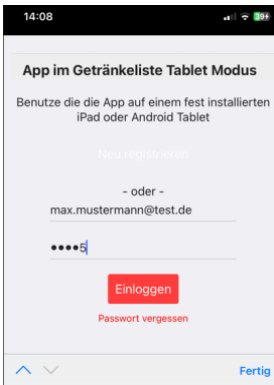 14:08
39
App im Getränkeliste Tablet Modus
Benutze die die App auf einem fest installierten
iPad oder Android Tablet
Neu registrieren
- oder -
max.mustermann@test.de
••••5
Einloggen
Passwort vergessen
Fertig